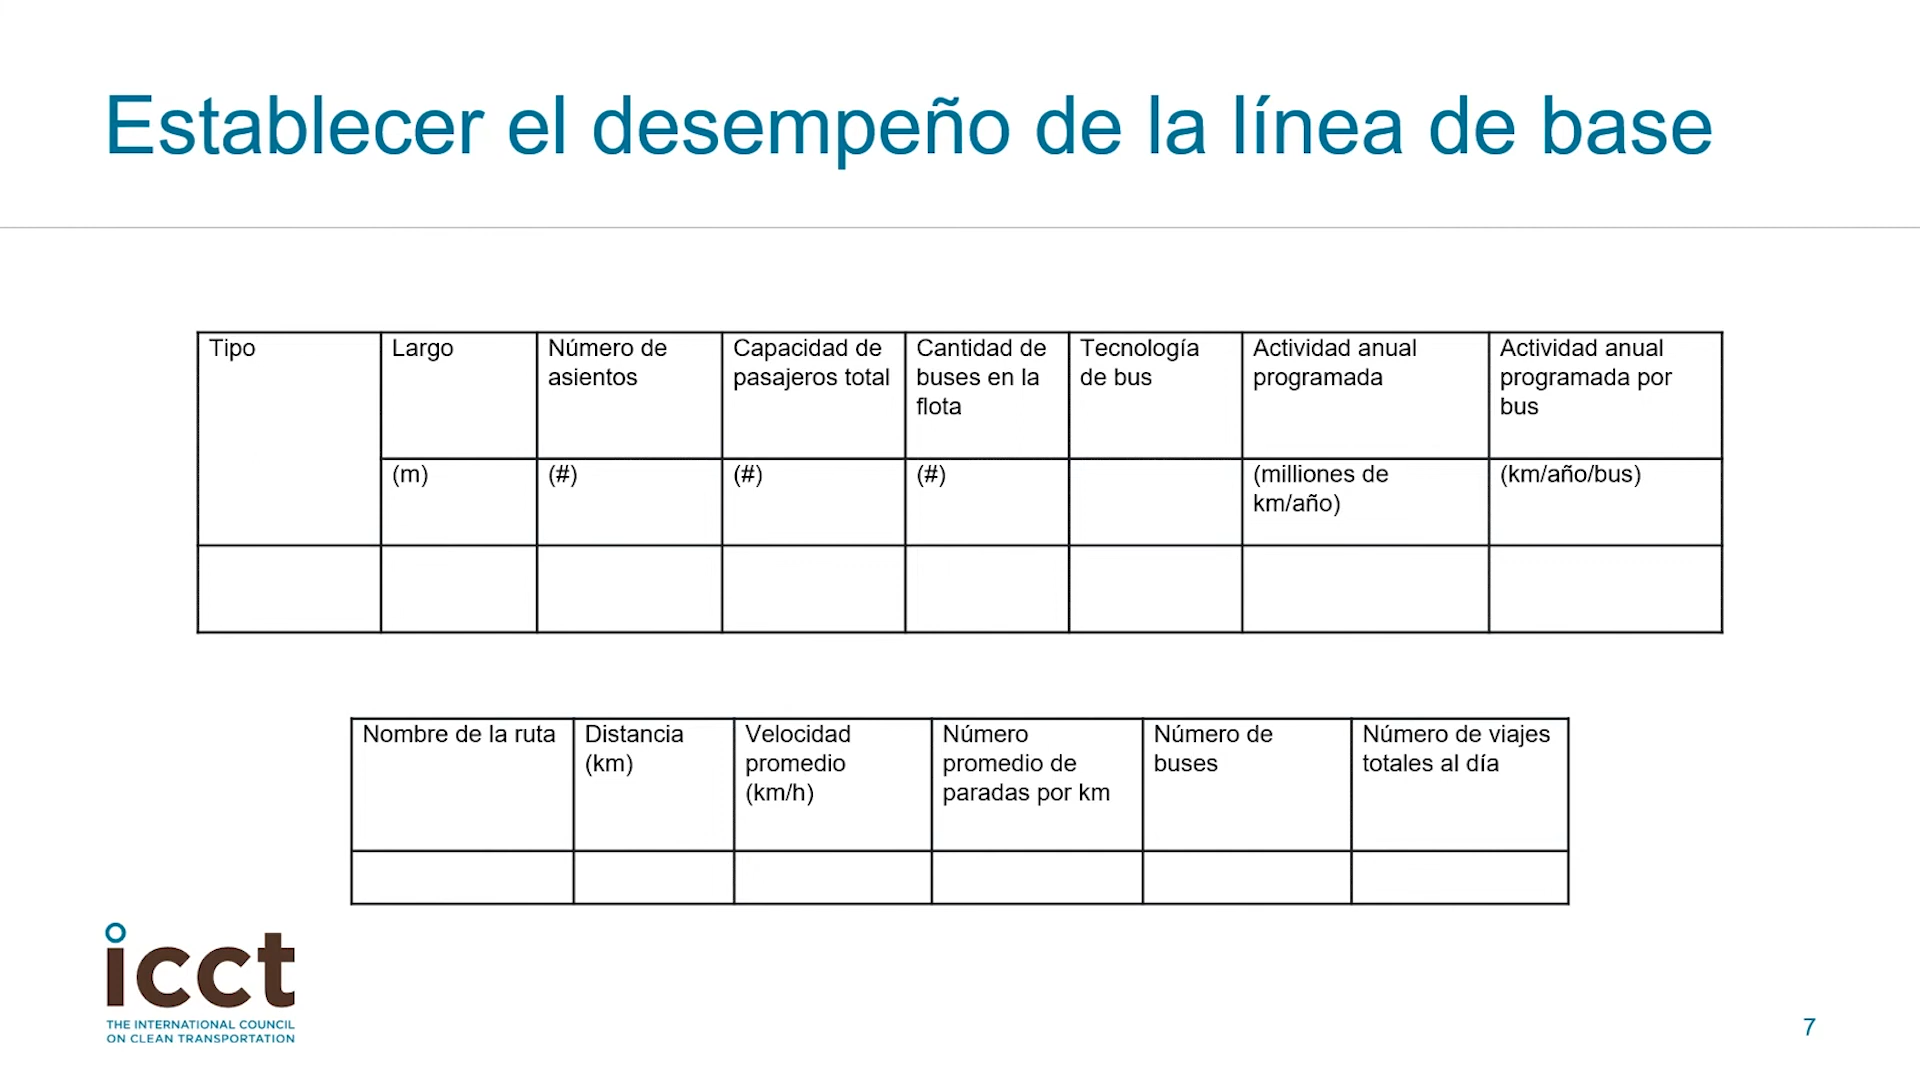 Establecer el desempeño de la línea de base
Tipo
Largo
Número de
asientos
Capacidad de
pasajeros total
Cantidad de
buses en la
flota
Tecnología
de bus
Actividad anual
programada
Actividad anual
programada por
bus
(m)
(#)
(#)
(#)
(milliones de
km/año)
(km/año/bus)
Nombre de la ruta
Distancia
(km)
Velocidad
promedio
(km/h)
Número
promedio de
paradas por km
Número de
buses
Número de viajes
totales al día
icct
THE INTERNATIONAL COUNCIL
ON CLEAN TRANSPORTATION
7